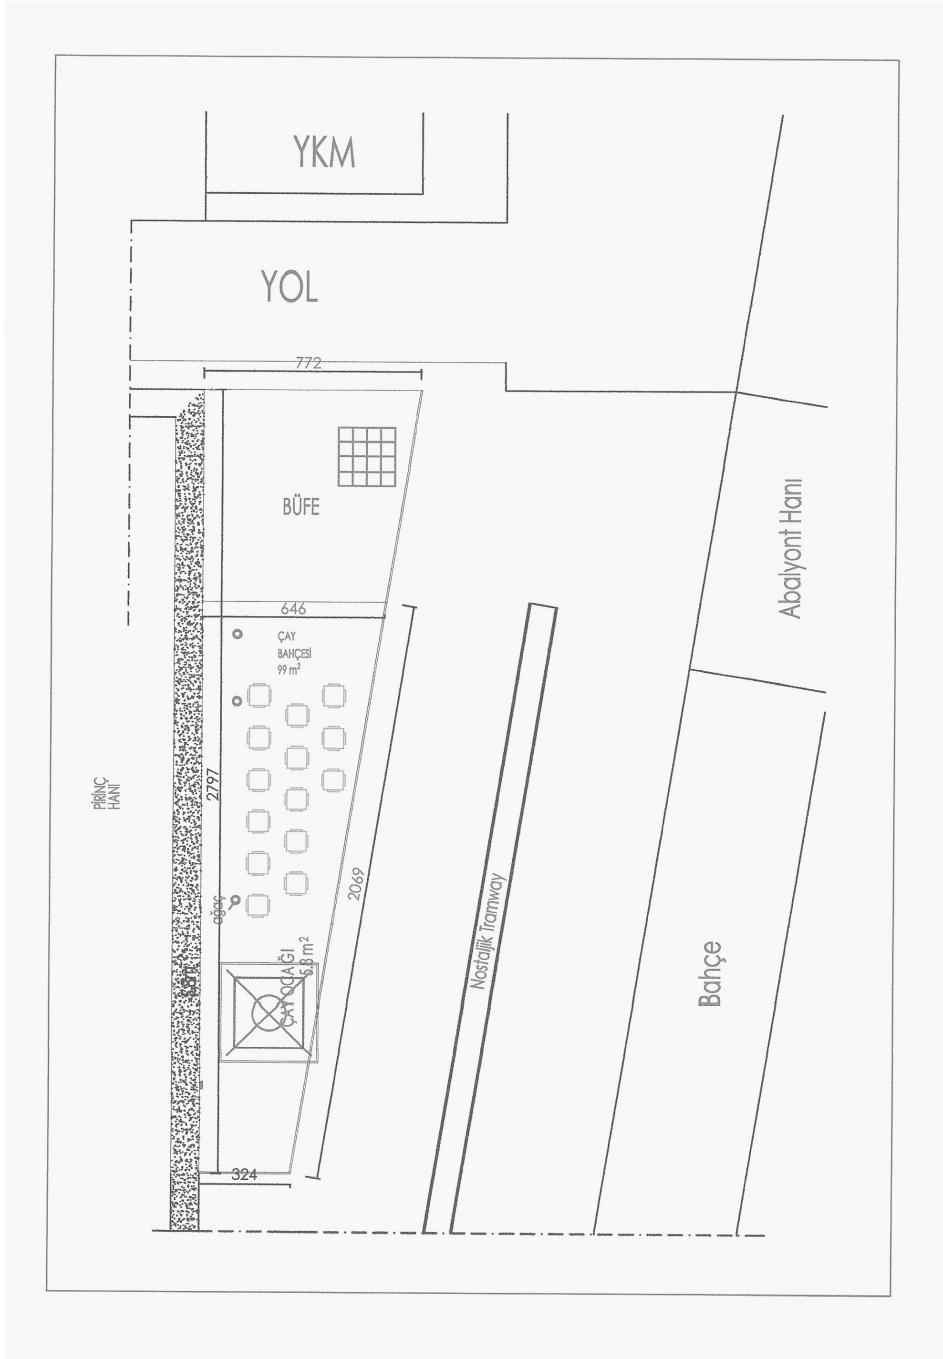 YKM
YOL
772
BÜFE
646
ÇAY
BAHÇESİ
99 m²
Abalyont Hanı
PİRİNÇ
HANI
2797
2069
ağaç
Nostaljik Tramway
ÇAY OCAĞI
5.8 m²
Bahçe
324